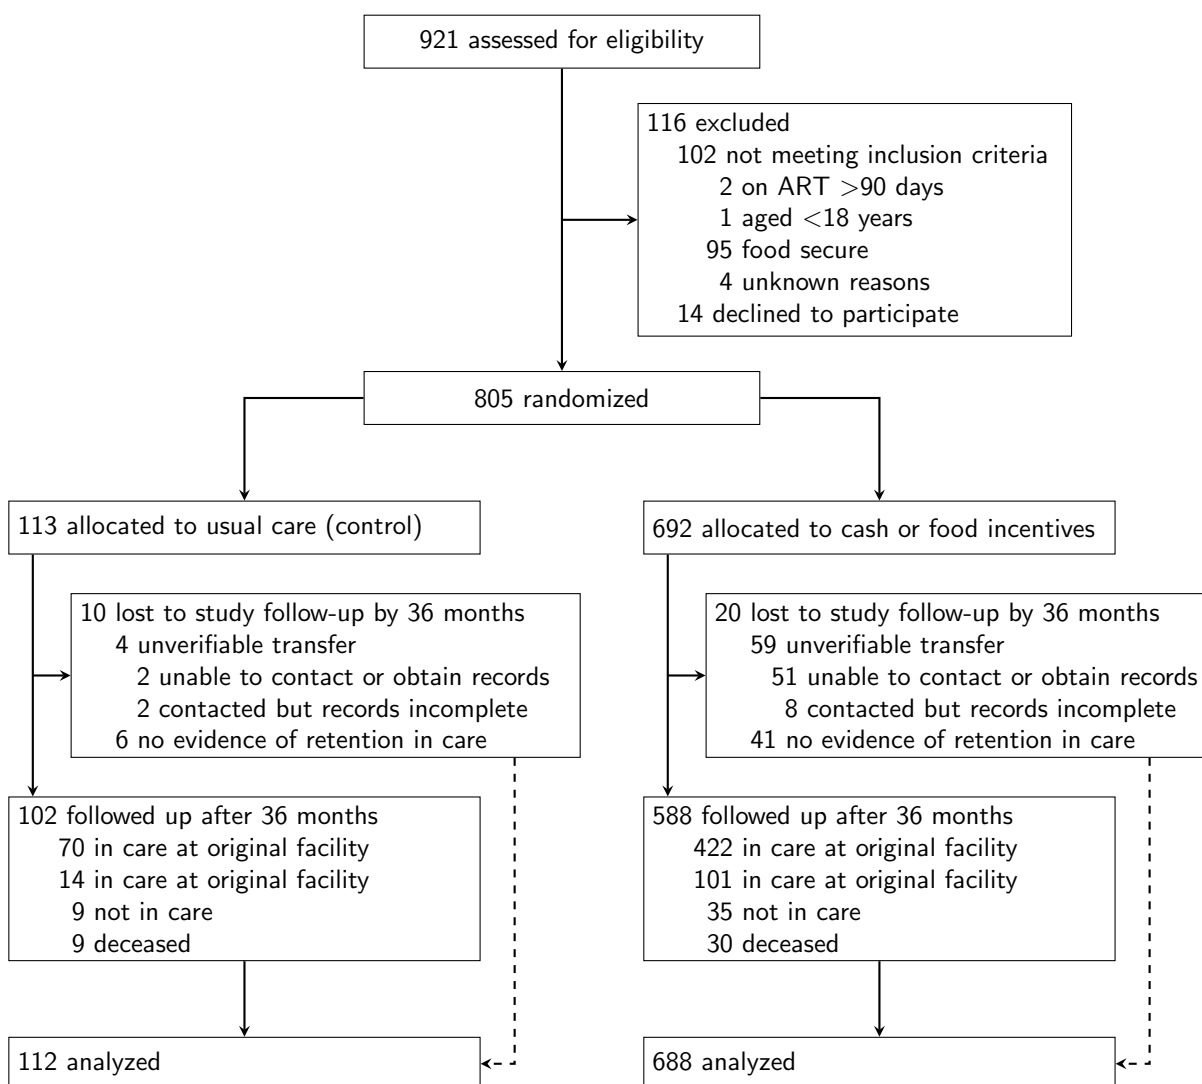 921 assessed for eligibility
116 excluded
102 not meeting inclusion criteria
2 on ART >90 days
1 aged <18 years
95 food secure
4 unknown reasons
14 declined to participate
805 randomized
113 allocated to usual care (control)
692 allocated to cash or food incentives
10 lost to study follow-up by 36 months
4 unverifiable transfer
2 unable to contact or obtain records
2 contacted but records incomplete
6 no evidence of retention in care
20 lost to study follow-up by 36 months
59 unverifiable transfer
51 unable to contact or obtain records
8 contacted but records incomplete
41 no evidence of retention in care
102 followed up after 36 months
70 in care at original facility
14 in care at original facility
9 not in care
9 deceased
588 followed up after 36 months
422 in care at original facility
101 in care at original facility
35 not in care
30 deceased
112 analyzed
688 analyzed